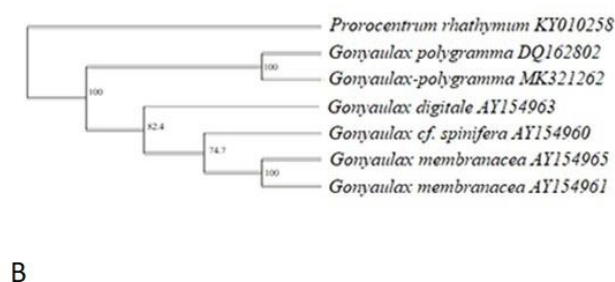 Prorocentrum rhathymum KY010258
Gonyaulax polygramma DQ162802
100
Gonyaulax-polygramma MK321262
100
Gonyaulax digitale AY154963
82.4
Gonyaulax cf. spinifera AY154960
74.7
Gonyaulax membranacea AY154965
100
Gonyaulax membranacea AY154961
B